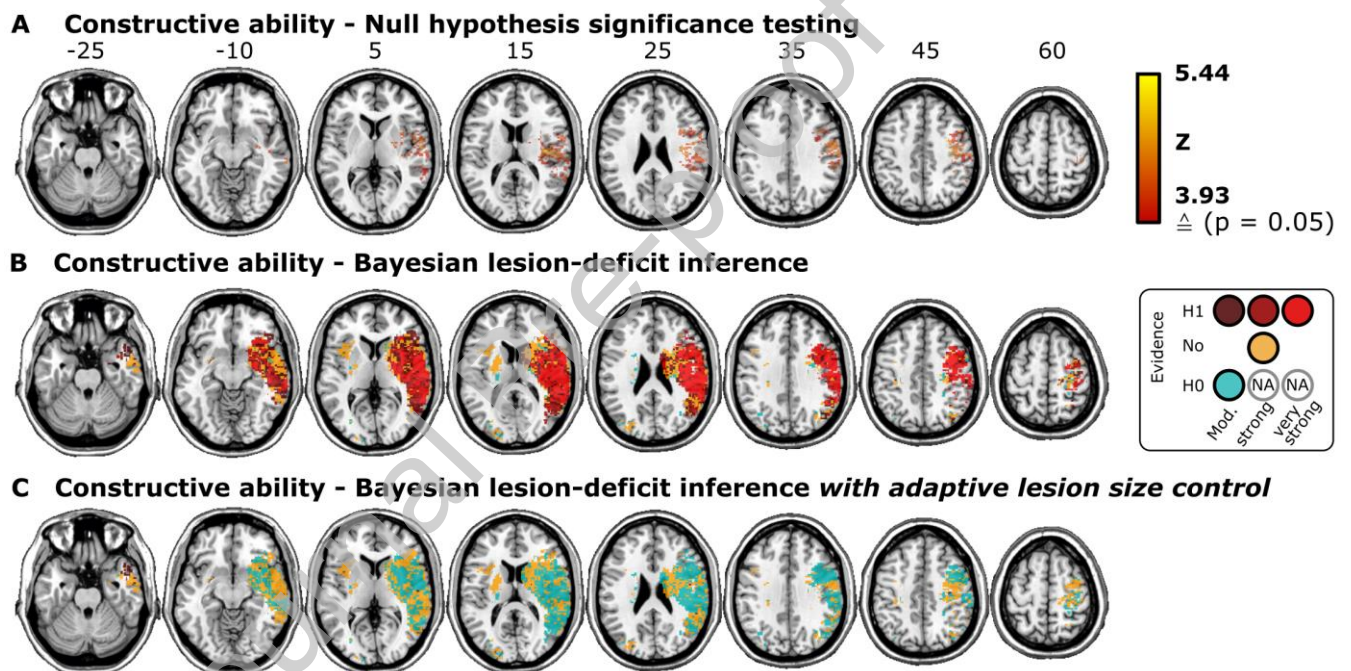 A Constructive ability - Null hypothesis significance testing
-25 -10 5 15 25 35 45 60
5.44
Z
3.93
≙ (p = 0.05)
B Constructive ability - Bayesian lesion-deficit inference
Evidence
H1
No
H0 NA NA
Mod. strong very strong
C Constructive ability - Bayesian lesion-deficit inference with adaptive lesion size control